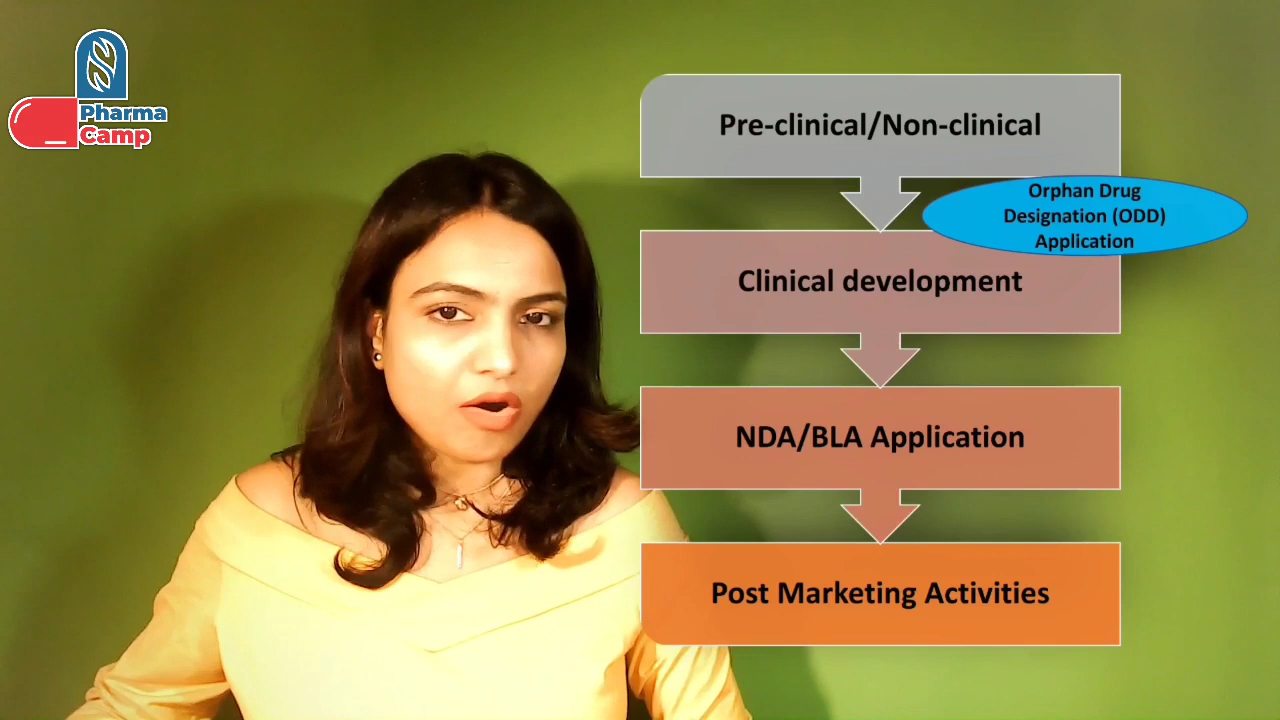 Pharma
Camp
Pre-clinical/Non-clinical
Orphan Drug
Designation (ODD)
Application
Clinical development
NDA/BLA Application
Post Marketing Activities